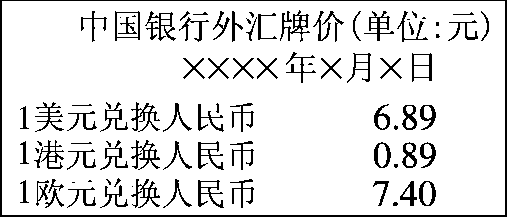 中国银行外汇牌价(单位:元)
××××年×月×日
1美元兑换人民币 6.89
1港元兑换人民币 0.89
1欧元兑换人民币 7.40